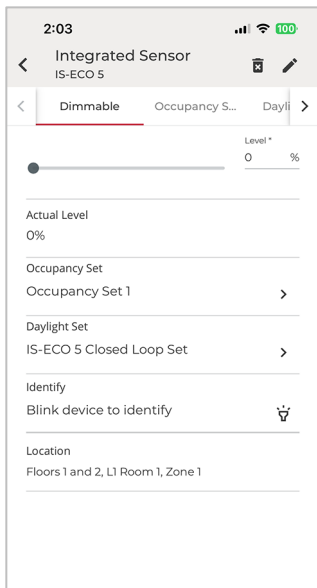 2:03
100
Integrated Sensor
IS-ECO 5
Dimmable
Occupancy S...
Dayli
Level *
0 %
Actual Level
0%
Occupancy Set
Occupancy Set 1
Daylight Set
IS-ECO 5 Closed Loop Set
Identify
Blink device to identify
Location
Floors 1 and 2, L1 Room 1, Zone 1